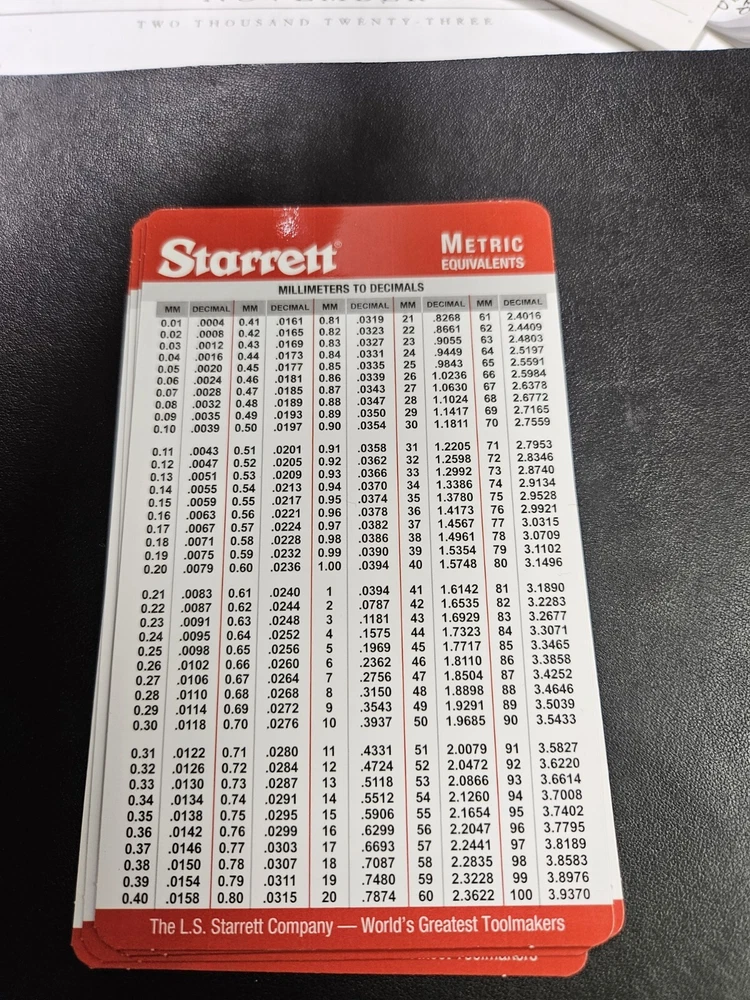 TWO THOUSAND TWENTY-THREE
Starrett®
METRIC
EQUIVALENTS
MILLIMETERS TO DECIMALS
MM DECIMAL MM DECIMAL MM DECIMAL MM DECIMAL MM DECIMAL
0.01 .0004 0.41 .0161 0.81 .0319 21 .8268 61 2.4016
0.02 .0008 0.42 .0165 0.82 .0323 22 .8661 62 2.4409
0.03 .0012 0.43 .0169 0.83 .0327 23 .9055 63 2.4803
0.04 .0016 0.44 .0173 0.84 .0331 24 .9449 64 2.5197
0.05 .0020 0.45 .0177 0.85 .0335 25 .9843 65 2.5591
0.06 .0024 0.46 .0181 0.86 .0339 26 1.0236 66 2.5984
0.07 .0028 0.47 .0185 0.87 .0343 27 1.0630 67 2.6378
0.08 .0032 0.48 .0189 0.88 .0347 28 1.1024 68 2.6772
0.09 .0035 0.49 .0193 0.89 .0350 29 1.1417 69 2.7165
0.10 .0039 0.50 .0197 0.90 .0354 30 1.1811 70 2.7559
0.11 .0043 0.51 .0201 0.91 .0358 31 1.2205 71 2.7953
0.12 .0047 0.52 .0205 0.92 .0362 32 1.2598 72 2.8346
0.13 .0051 0.53 .0209 0.93 .0366 33 1.2992 73 2.8740
0.14 .0055 0.54 .0213 0.94 .0370 34 1.3386 74 2.9134
0.15 .0059 0.55 .0217 0.95 .0374 35 1.3780 75 2.9528
0.16 .0063 0.56 .0221 0.96 .0378 36 1.4173 76 2.9921
0.17 .0067 0.57 .0224 0.97 .0382 37 1.4567 77 3.0315
0.18 .0071 0.58 .0228 0.98 .0386 38 1.4961 78 3.0709
0.19 .0075 0.59 .0232 0.99 .0390 39 1.5354 79 3.1102
0.20 .0079 0.60 .0236 1.00 .0394 40 1.5748 80 3.1496
0.21 .0083 0.61 .0240 1 .0394 41 1.6142 81 3.1890
0.22 .0087 0.62 .0244 2 .0787 42 1.6535 82 3.2283
0.23 .0091 0.63 .0248 3 .1181 43 1.6929 83 3.2677
0.24 .0095 0.64 .0252 4 .1575 44 1.7323 84 3.3071
0.25 .0098 0.65 .0256 5 .1969 45 1.7717 85 3.3465
0.26 .0102 0.66 .0260 6 .2362 46 1.8110 86 3.3858
0.27 .0106 0.67 .0264 7 .2756 47 1.8504 87 3.4252
0.28 .0110 0.68 .0268 8 .3150 48 1.8898 88 3.4646
0.29 .0114 0.69 .0272 9 .3543 49 1.9291 89 3.5039
0.30 .0118 0.70 .0276 10 .3937 50 1.9685 90 3.5433
0.31 .0122 0.71 .0280 11 .4331 51 2.0079 91 3.5827
0.32 .0126 0.72 .0284 12 .4724 52 2.0472 92 3.6220
0.33 .0130 0.73 .0287 13 .5118 53 2.0866 93 3.6614
0.34 .0134 0.74 .0291 14 .5512 54 2.1260 94 3.7008
0.35 .0138 0.75 .0295 15 .5906 55 2.1654 95 3.7402
0.36 .0142 0.76 .0299 16 .6299 56 2.2047 96 3.7795
0.37 .0146 0.77 .0303 17 .6693 57 2.2441 97 3.8189
0.38 .0150 0.78 .0307 18 .7087 58 2.2835 98 3.8583
0.39 .0154 0.79 .0311 19 .7480 59 2.3228 99 3.8976
0.40 .0158 0.80 .0315 20 .7874 60 2.3622 100 3.9370
The L.S. Starrett Company — World's Greatest Toolmakers